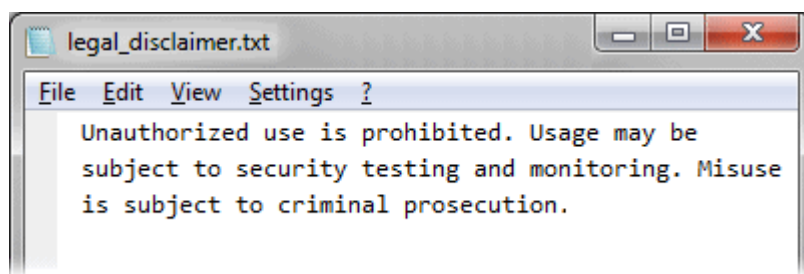 legal_disclaimer.txt
File Edit View Settings ?
Unauthorized use is prohibited. Usage may be
subject to security testing and monitoring. Misuse
is subject to criminal prosecution.